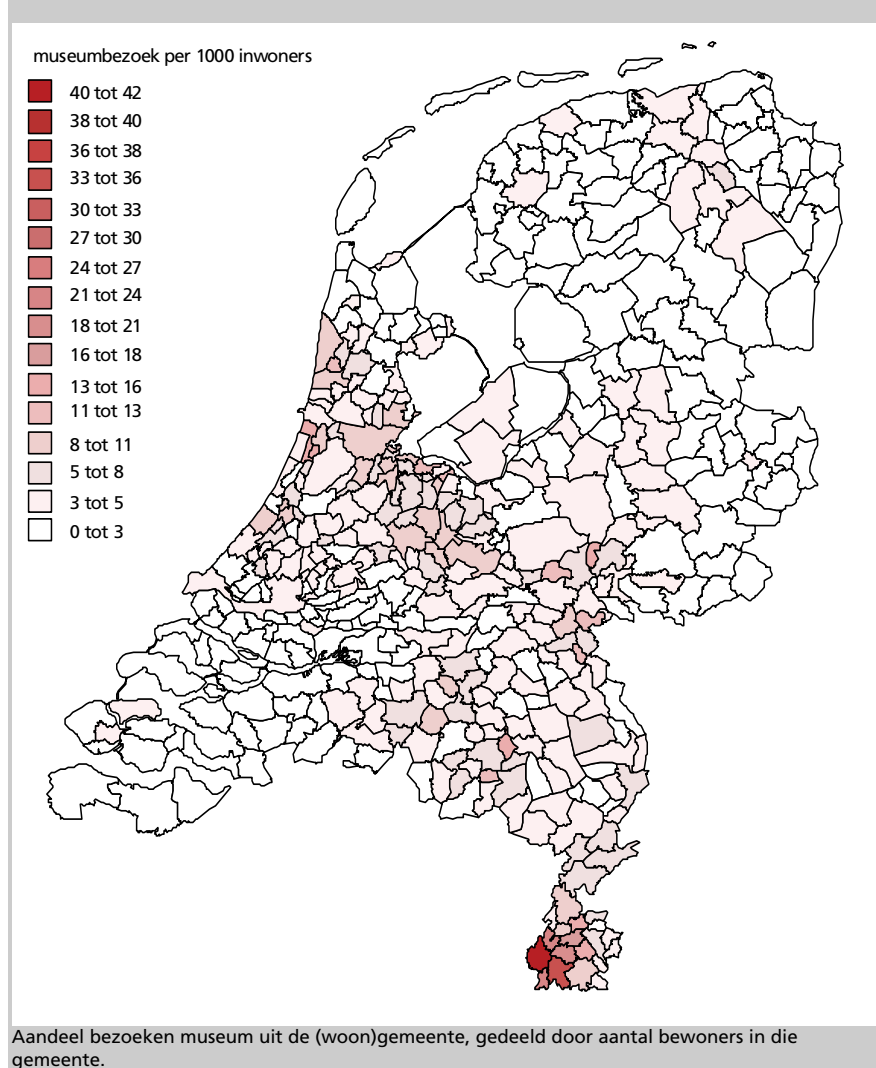 museumbezoek per 1000 inwoners
40 tot 42
38 tot 40
36 tot 38
33 tot 36
30 tot 33
27 tot 30
24 tot 27
21 tot 24
18 tot 21
16 tot 18
13 tot 16
11 tot 13
8 tot 11
5 tot 8
3 tot 5
0 tot 3
Aandeel bezoeken museum uit de (woon)gemeente, gedeeld door aantal bewoners in die
gemeente.